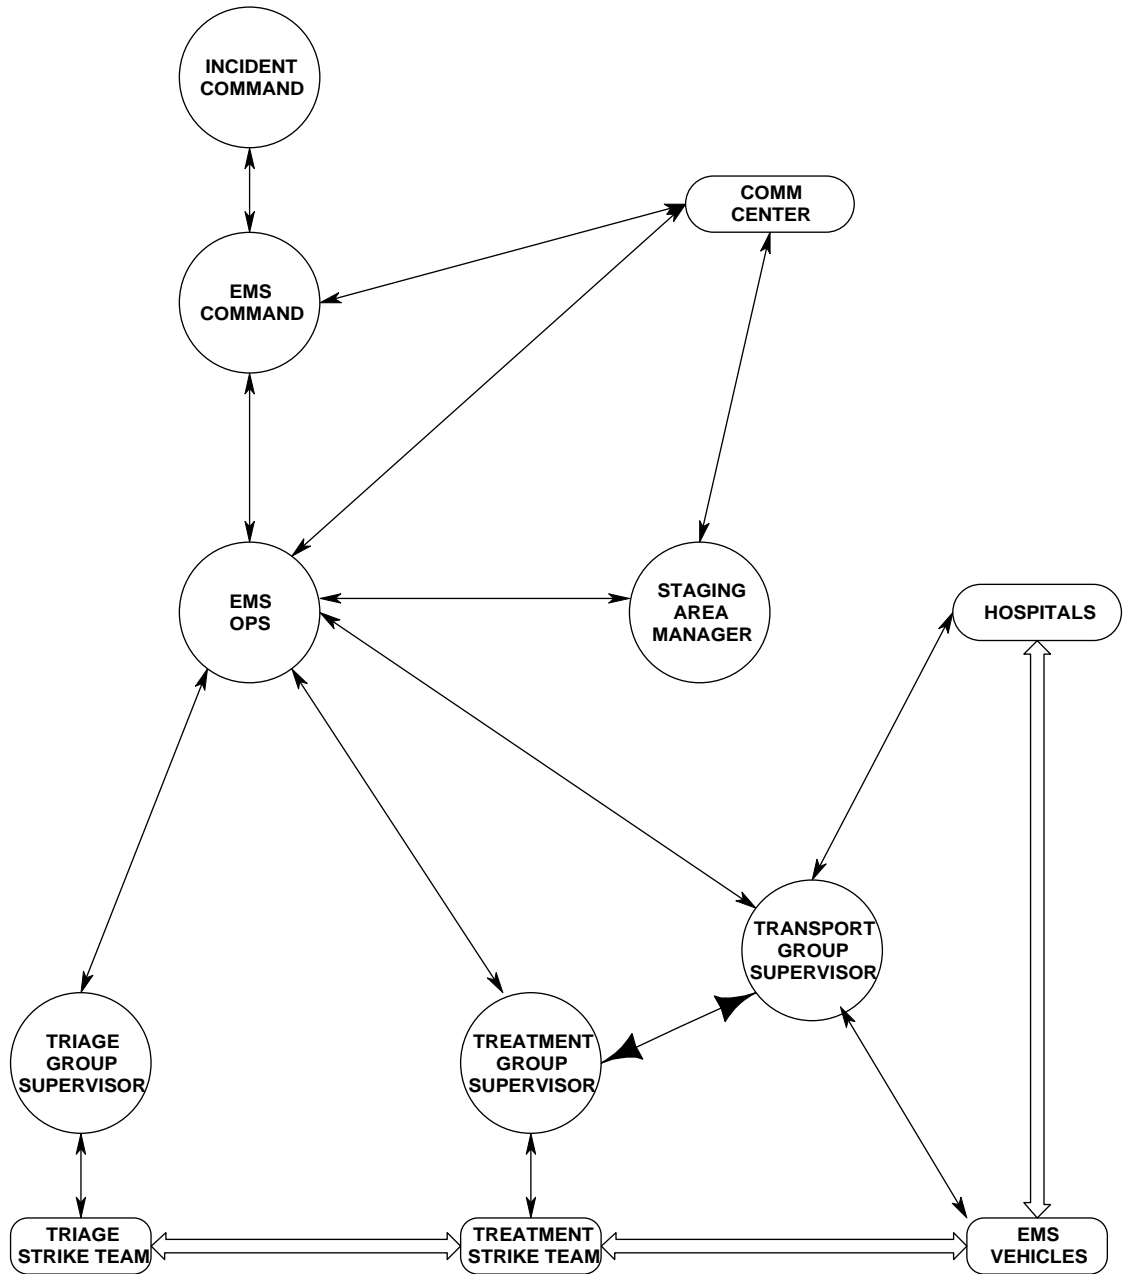 INCIDENT
COMMAND
COMM
CENTER
EMS
COMMAND
EMS
OPS
STAGING
AREA
MANAGER
HOSPITALS
TRANSPORT
GROUP
SUPERVISOR
TRIAGE
GROUP
SUPERVISOR
TREATMENT
GROUP
SUPERVISOR
TRIAGE
STRIKE TEAM
TREATMENT
STRIKE TEAM
EMS
VEHICLES